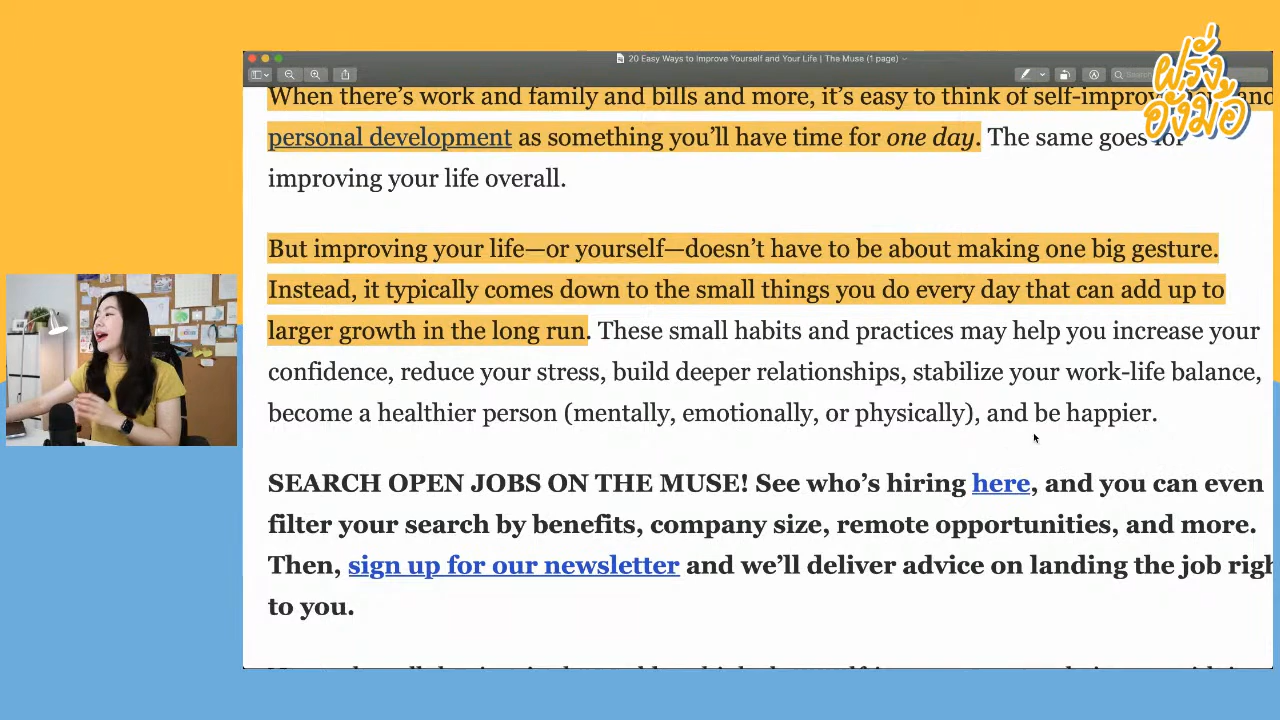 20 Easy Ways to Improve Yourself and Your Life | The Muse (1 page)
ฝรั่ง
อังม้อ
When there's work and family and bills and more, it's easy to think of
personal development as something you'll have time for one day. The same goes for
improving your life overall.
But improving your life—or yourself—doesn't have to be about making one big gesture.
Instead, it typically comes down to the small things you do every day that can add up to
larger growth in the long run. These small habits and practices may help you increase your
confidence, reduce your stress, build deeper relationships, stabilize your work-life balance,
become a healthier person (mentally, emotionally, or physically), and be happier.
SEARCH OPEN JOBS ON THE MUSE! See who's hiring here, and you can even
filter your search by benefits, company size, remote opportunities, and more.
Then, sign up for our newsletter and we'll deliver advice on landing the job righ
to you.